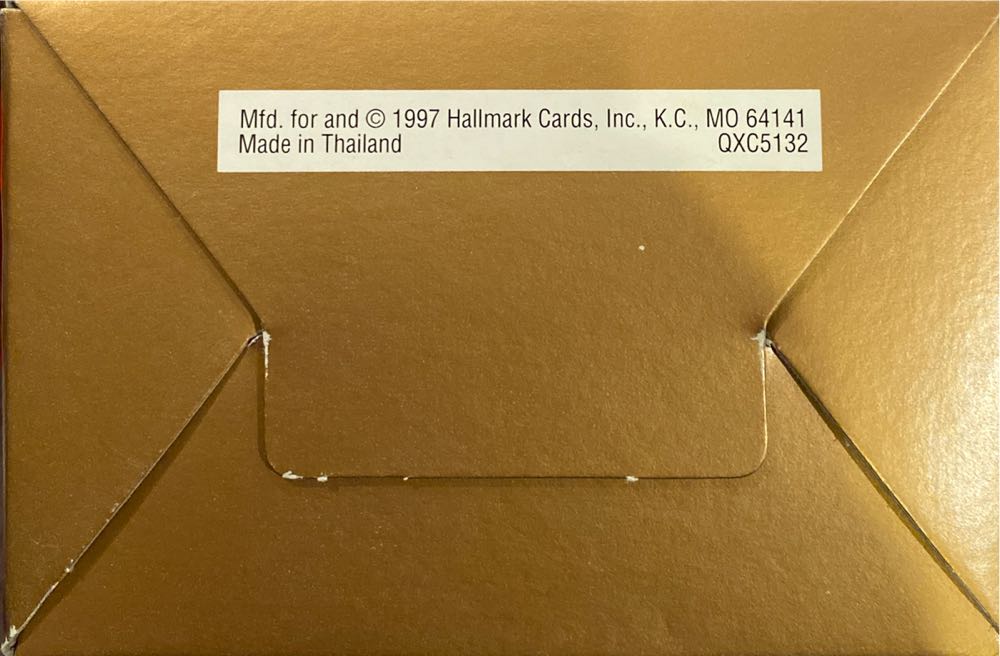 Mfd. for and © 1997 Hallmark Cards, Inc., K.C., MO 64141
Made in Thailand QXC5132